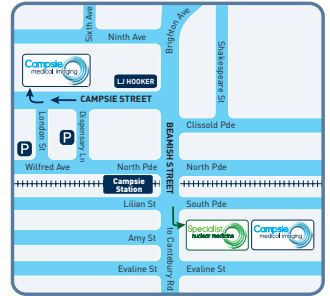 Sixth Ave
Brighton Ave
Ninth Ave
Shakespeare St
Campsie
medical imaging
LJ HOOKER
CAMPSIE STREET
London St
P
P
Dispensary Ln
Clissold Pde
BEAMISH STREET
Wilfred Ave
North Pde
North Pde
Campsie
Station
Lilian St
South Pde
Specialist
nuclear medicine
Campsie
medical imaging
Amy St
to Cantebury Rd
Evaline St
Evaline St